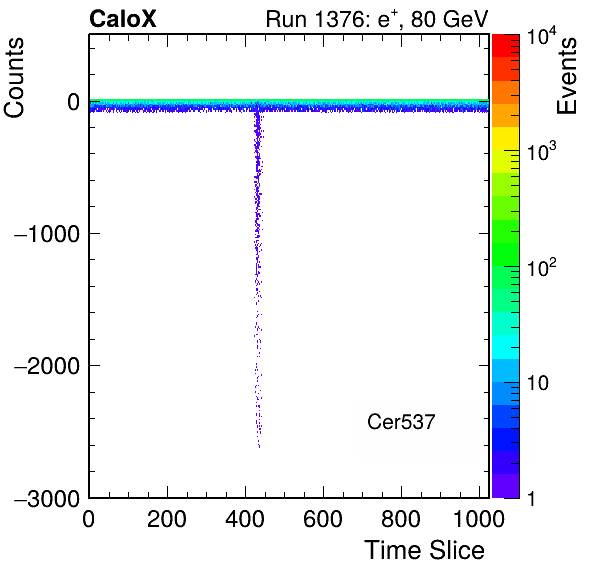 CaloX
Run 1376: e⁺, 80 GeV
Counts
Events
0
−1000
−2000
−3000
0
200
400
600
800
1000
Time Slice
Cer537
10⁴
10³
10²
10
1